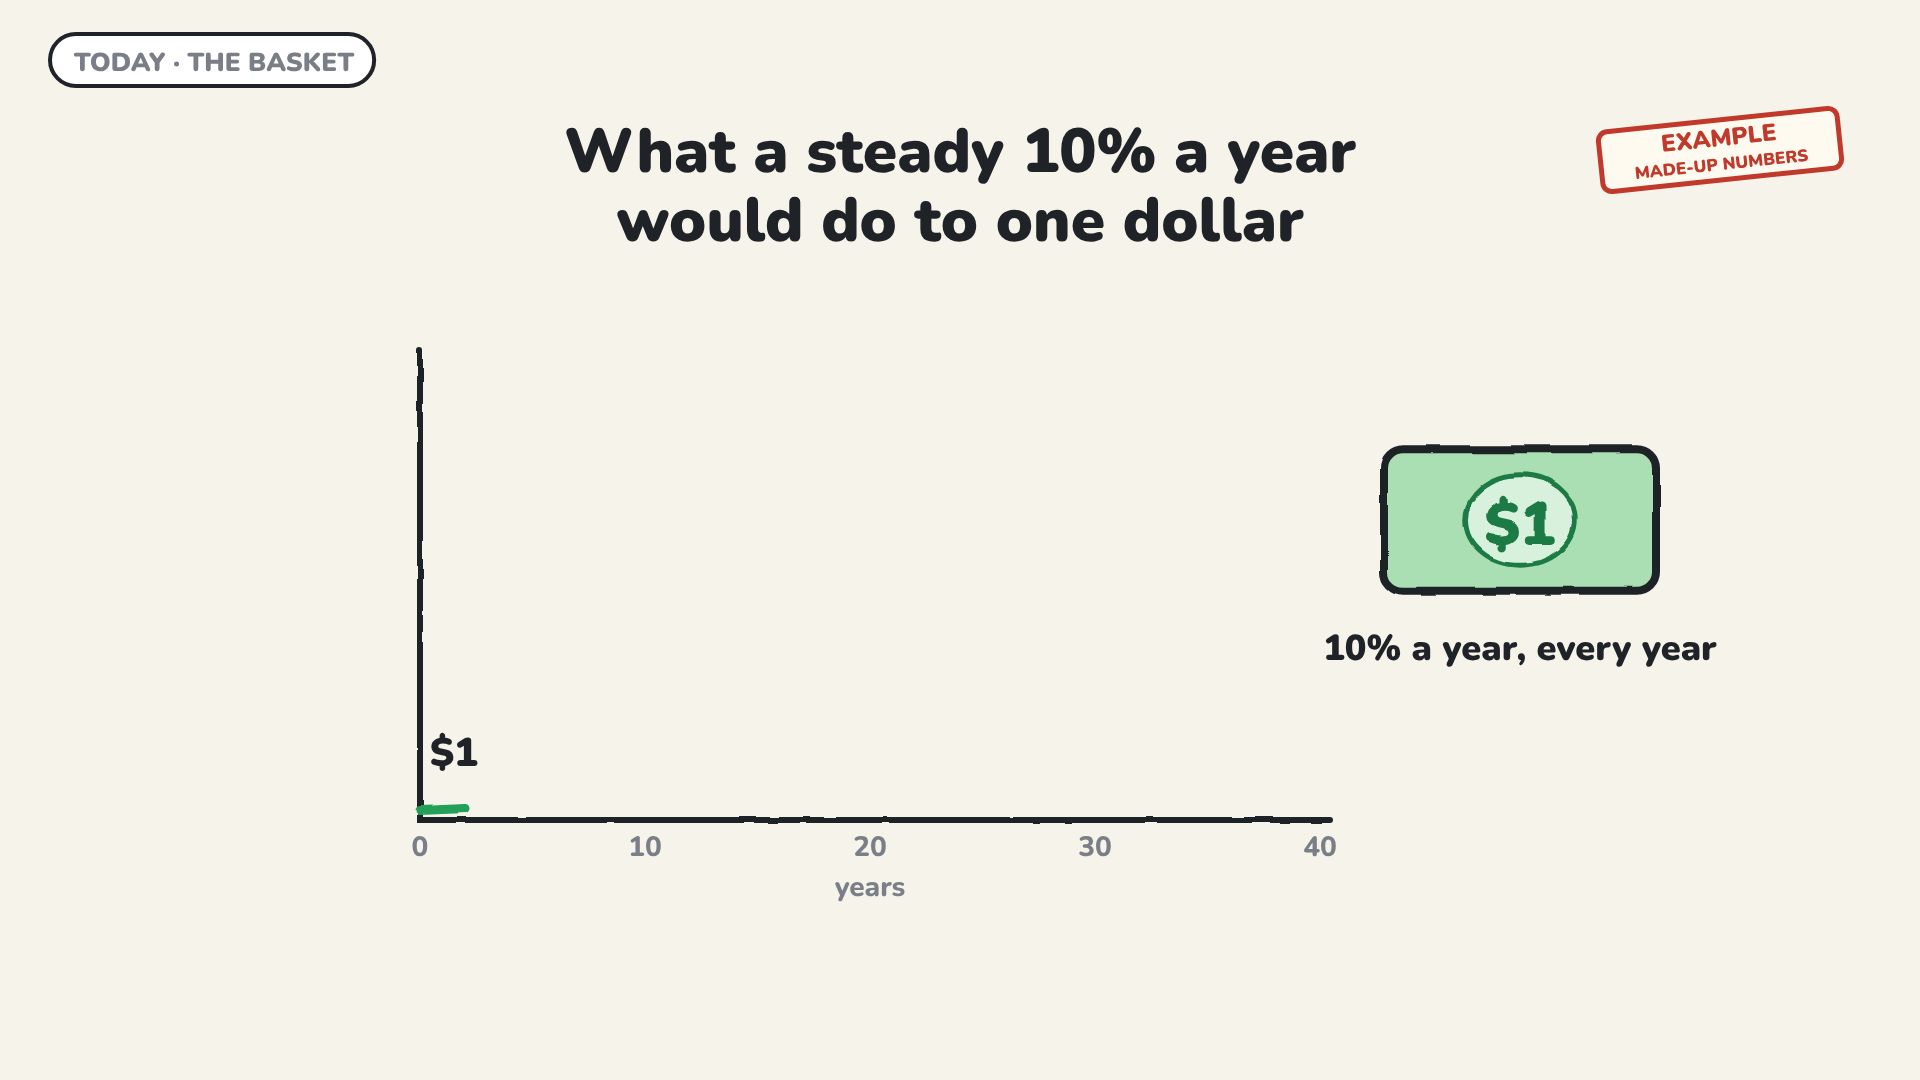 TODAY · THE BASKET
What a steady 10% a year
would do to one dollar
EXAMPLE
MADE-UP NUMBERS
$1
10% a year, every year
$1
0 10 20 30 40
years